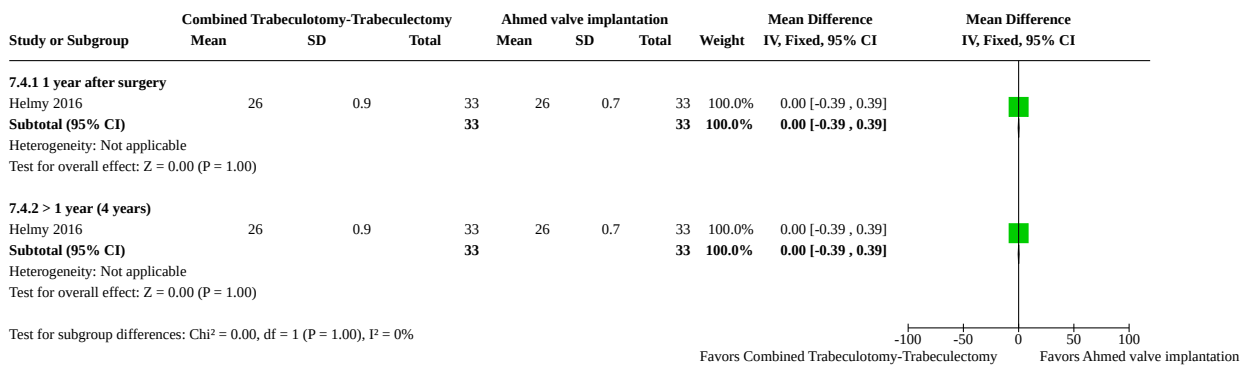 Combined Trabeculotomy-Trabeculectomy Ahmed valve implantation Mean Difference Mean Difference
Study or Subgroup Mean SD Total Mean SD Total Weight IV, Fixed, 95% CI IV, Fixed, 95% CI
7.4.1 1 year after surgery
Helmy 2016 26 0.9 33 26 0.7 33 100.0% 0.00 [-0.39 , 0.39]
Subtotal (95% CI) 33 33 100.0% 0.00 [-0.39 , 0.39]
Heterogeneity: Not applicable
Test for overall effect: Z = 0.00 (P = 1.00)
7.4.2 > 1 year (4 years)
Helmy 2016 26 0.9 33 26 0.7 33 100.0% 0.00 [-0.39 , 0.39]
Subtotal (95% CI) 33 33 100.0% 0.00 [-0.39 , 0.39]
Heterogeneity: Not applicable
Test for overall effect: Z = 0.00 (P = 1.00)
Test for subgroup differences: Chi² = 0.00, df = 1 (P = 1.00), I² = 0%
-100 -50 0 50 100
Favors Combined Trabeculotomy-Trabeculectomy Favors Ahmed valve implantation